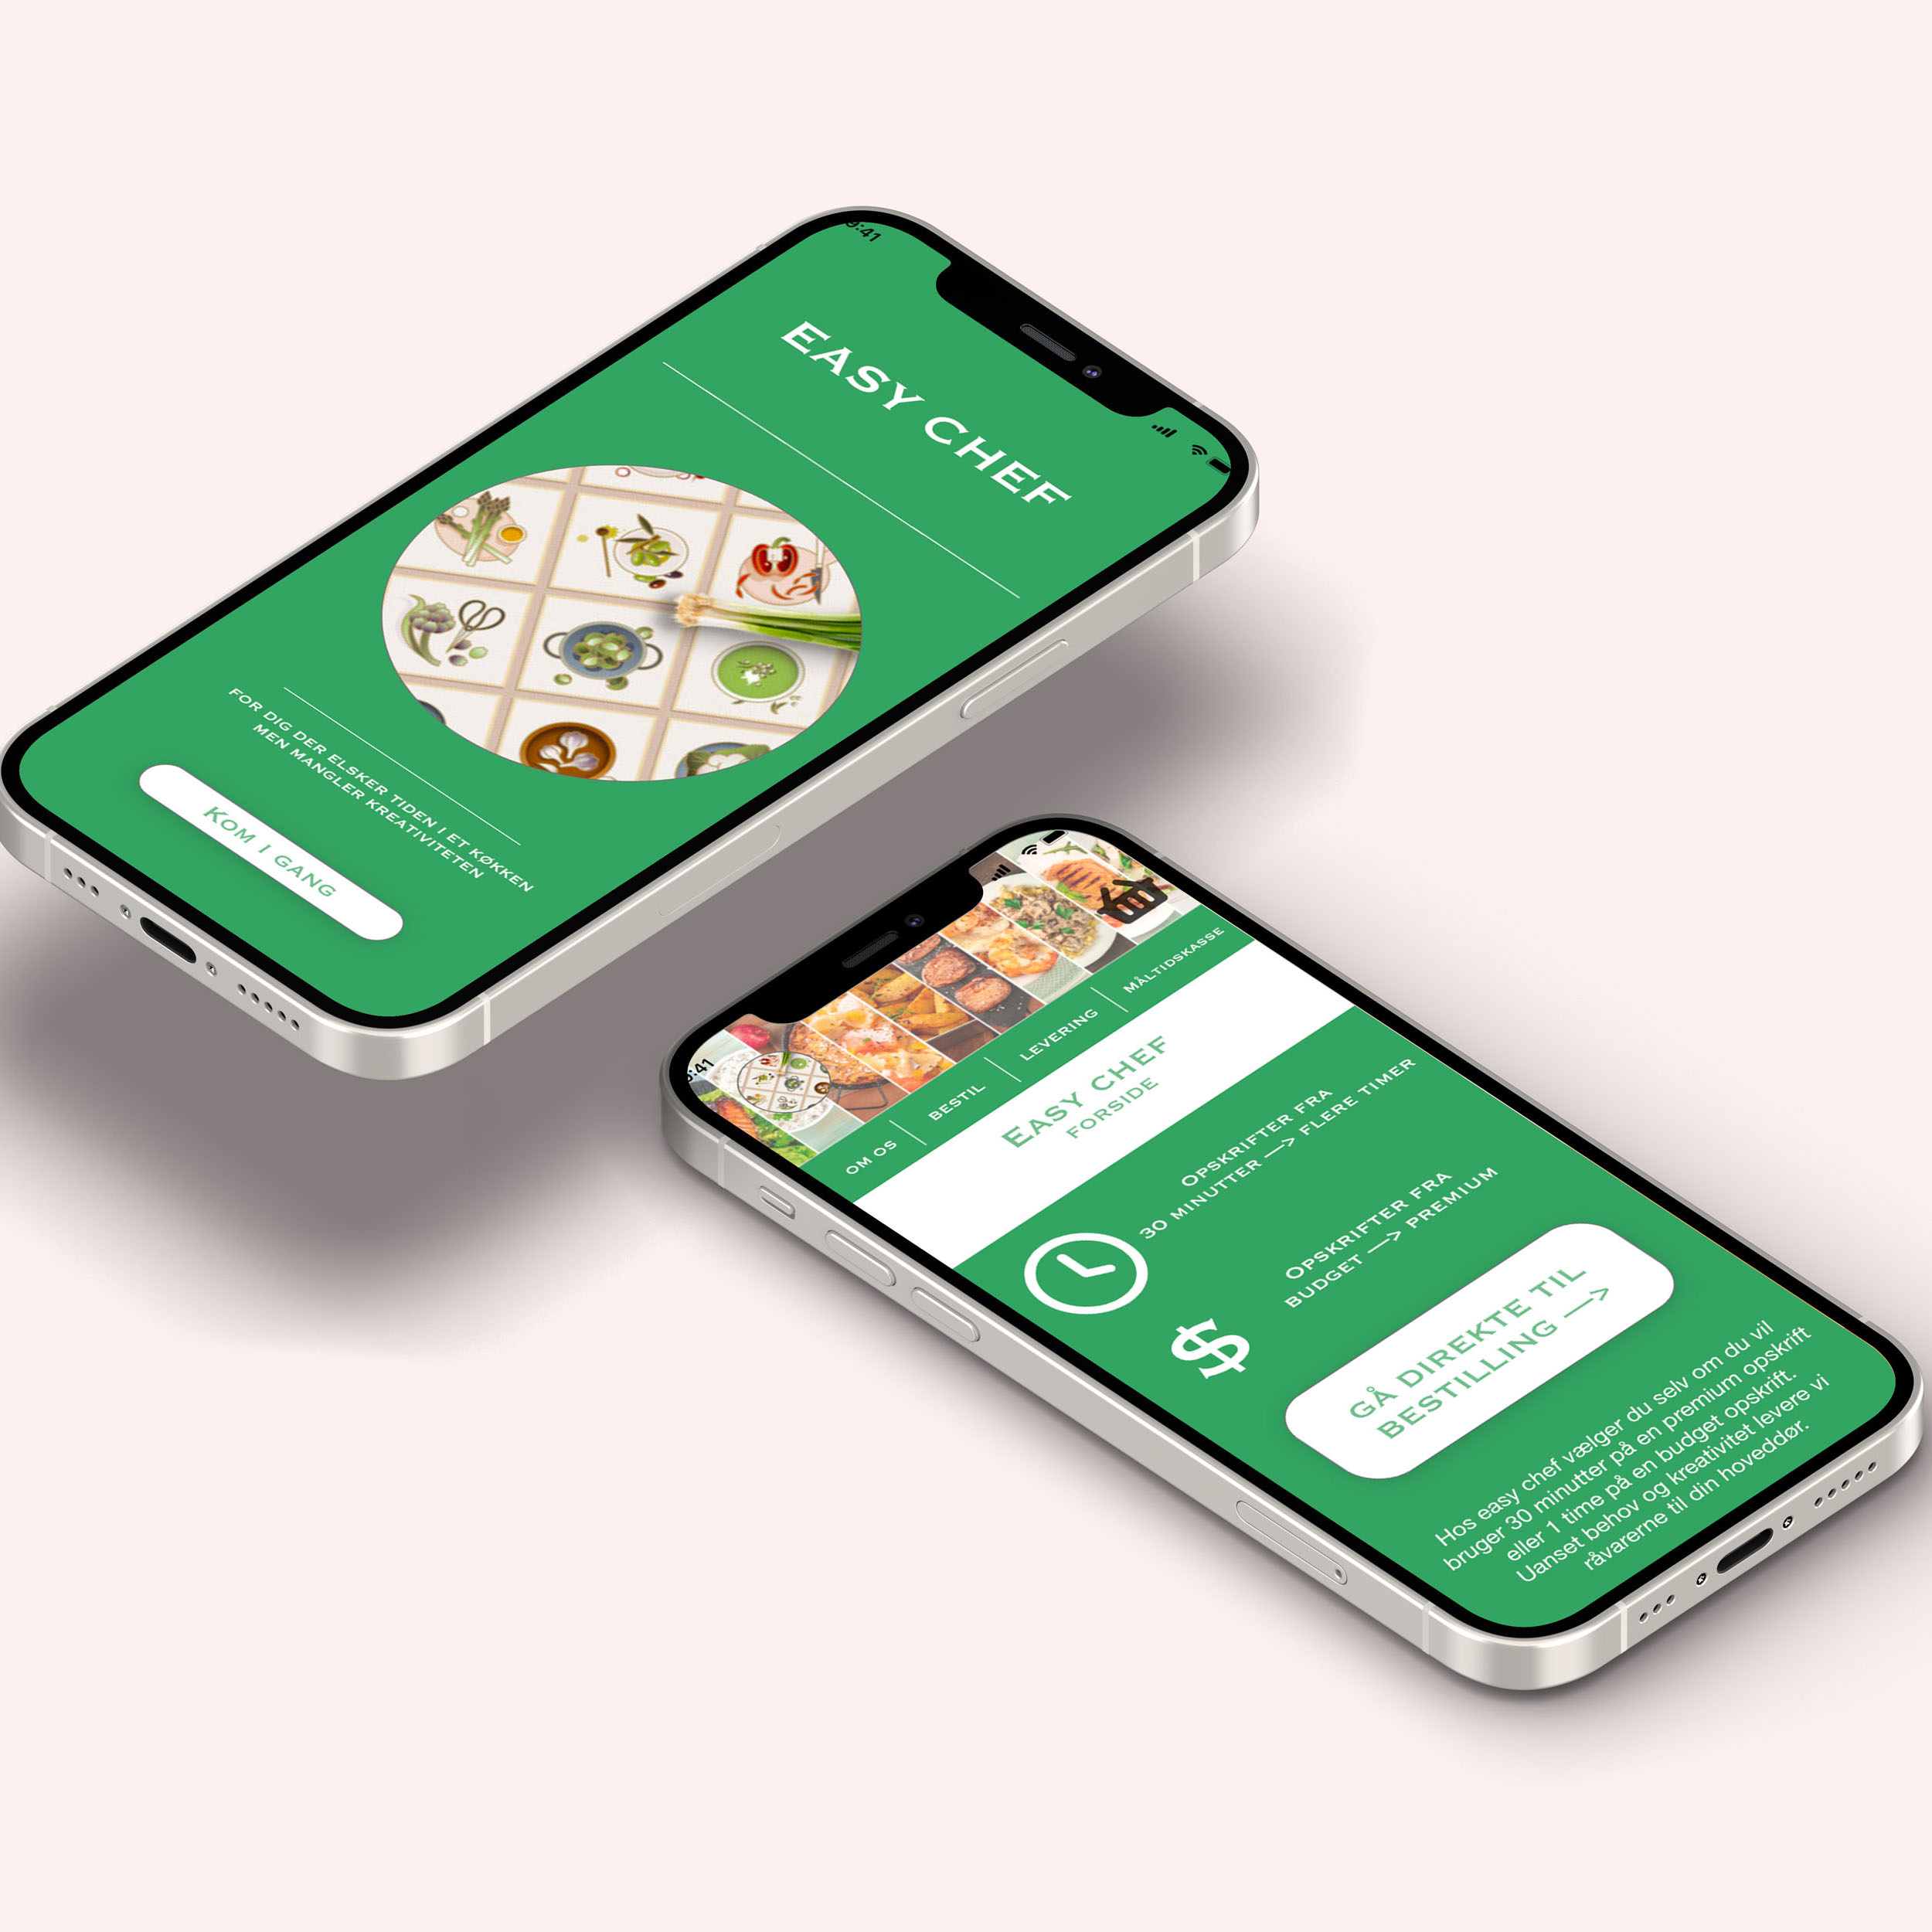 9:41
EASY CHEF
FOR DIG DER ELSKER TIDEN I ET KØKKEN
MEN MANGLER KREATIVITETEN
KOM I GANG
9:41
OM OS
BESTIL
LEVERING
MÅLTIDSKASSE
EASY CHEF
FORSIDE
OPSKRIFTER FRA
30 MINUTTER —> FLERE TIMER
$
OPSKRIFTER FRA
BUDGET —> PREMIUM
GÅ DIREKTE TIL
BESTILLING —>
Hos easy chef vælger du selv om du vil
bruger 30 minutter på en premium opskrift
eller 1 time på en budget opskrift.
Uanset behov og kreativitet levere vi
råvarerne til din hoveddør.